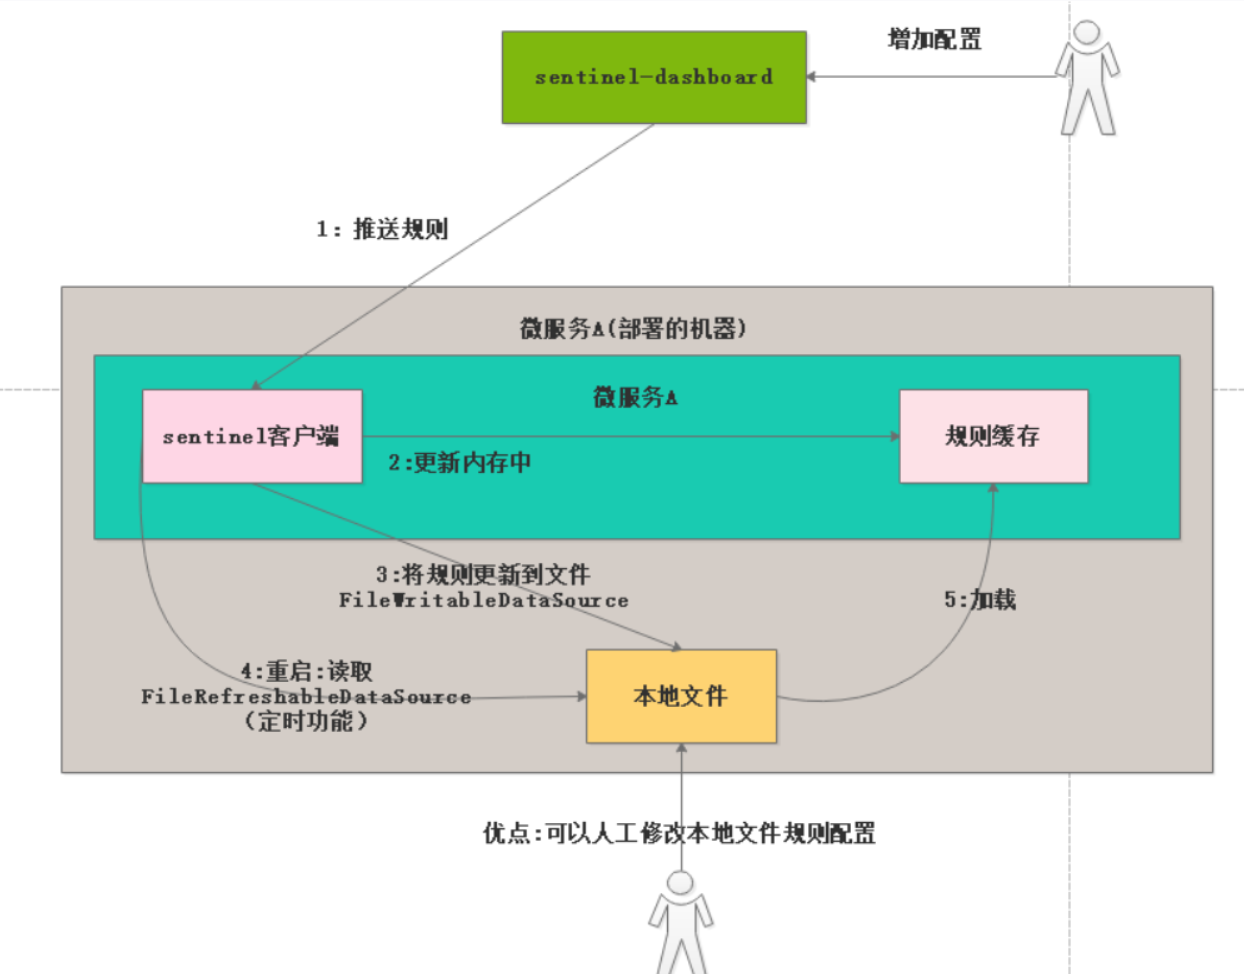 增加配置
sentinel-dashboard
1: 推送规则
微服务A(部署的机器)
微服务A
sentinel客户端
规则缓存
2:更新内存中
3:将规则更新到文件
FileWritableDataSource
5:加载
4:重启:读取
FileRefreshableDataSource
(定时功能)
本地文件
优点:可以人工修改本地文件规则配置